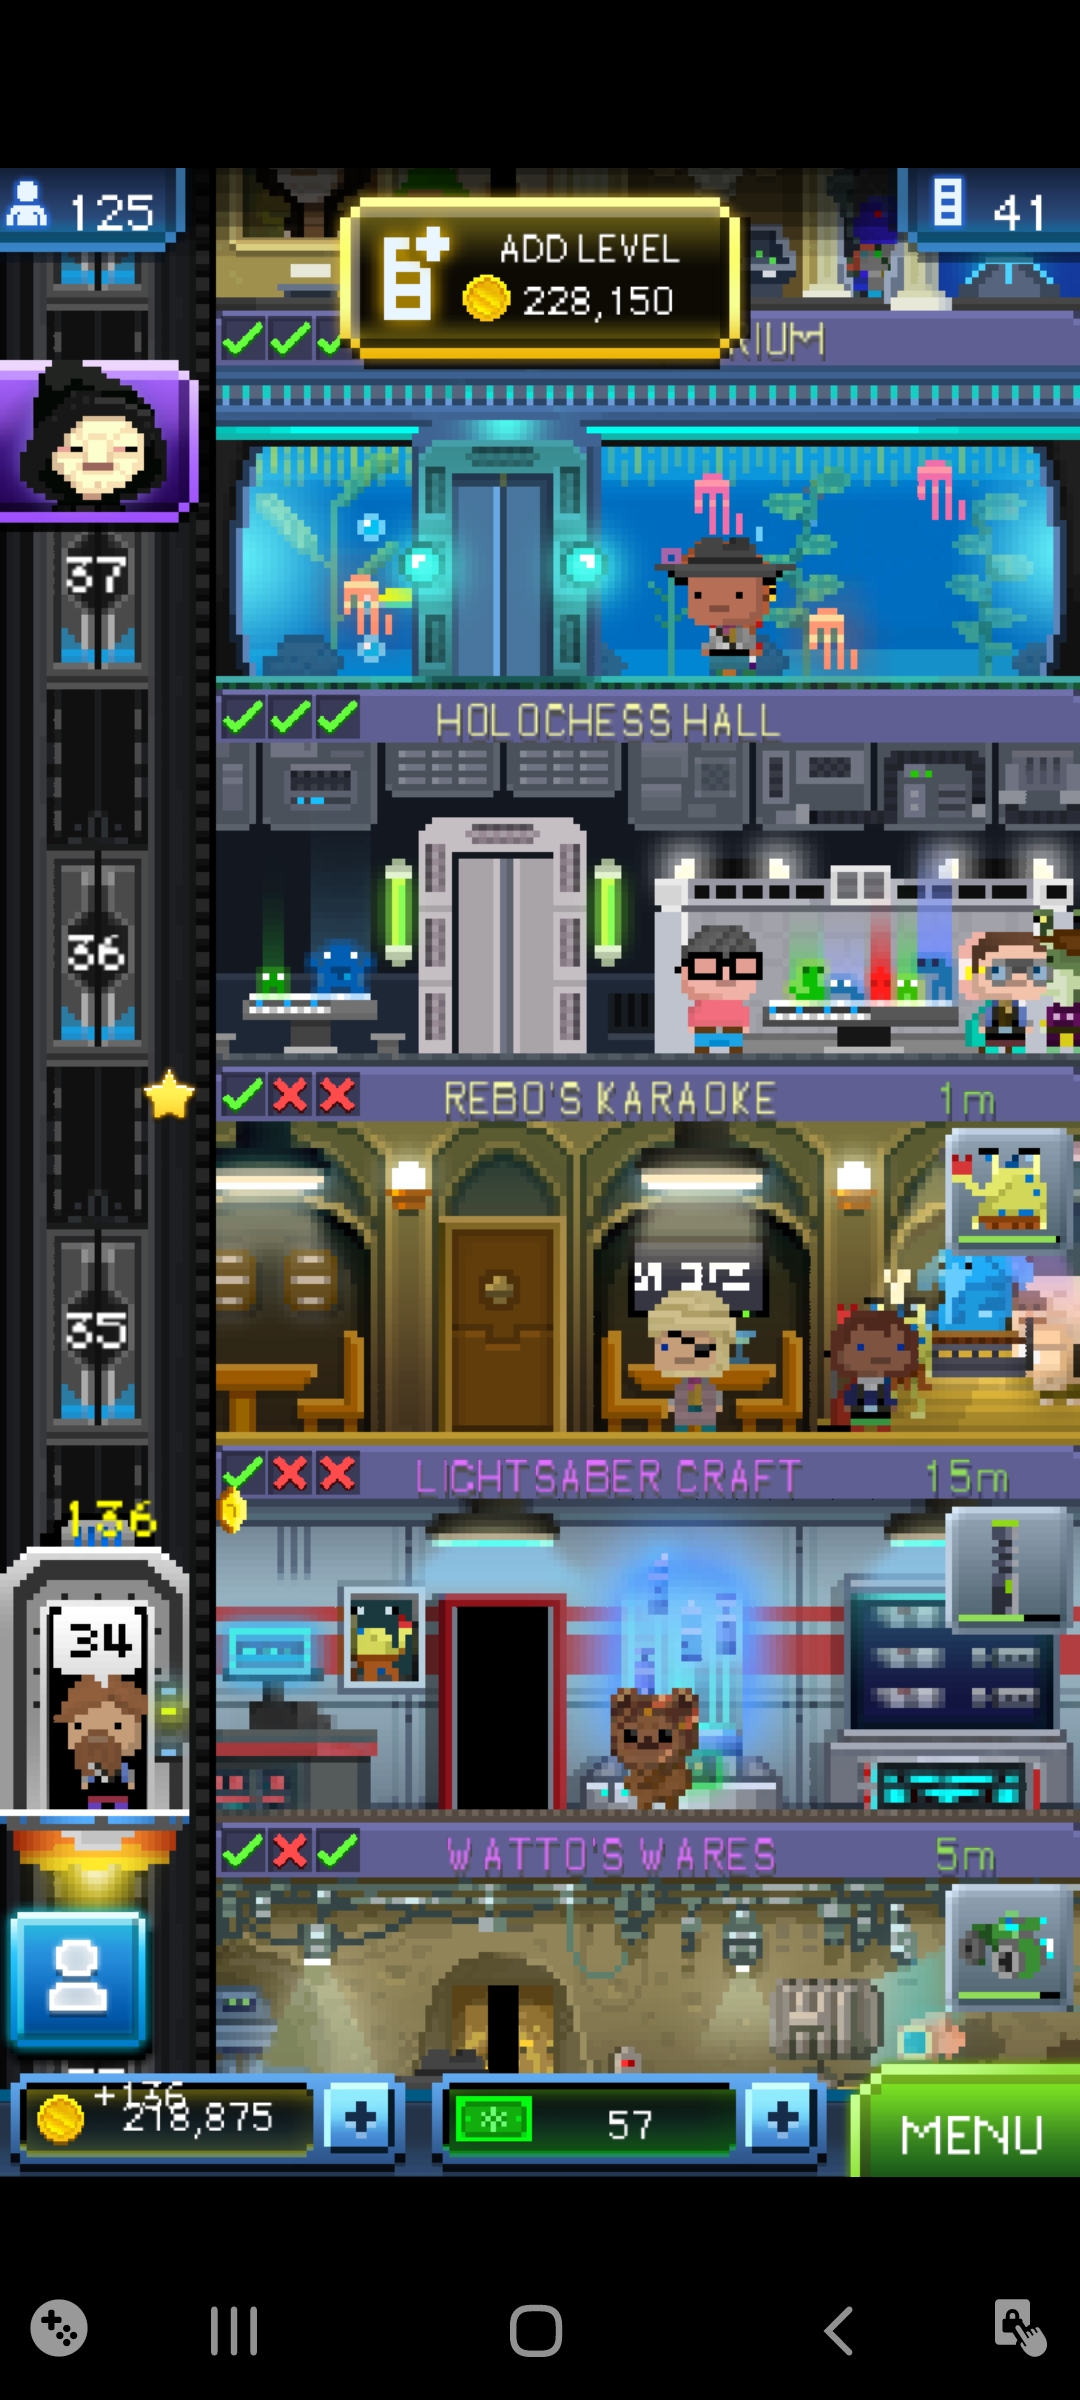 125
ADD LEVEL
228,150
41
RIUM
37
HOLOCHESS HALL
36
REBO'S KARAOKE 1m
35
LIGHTSABER CRAFT 15m
136
34
WATTO'S WARES 5m
+136
218,875
57
MENU